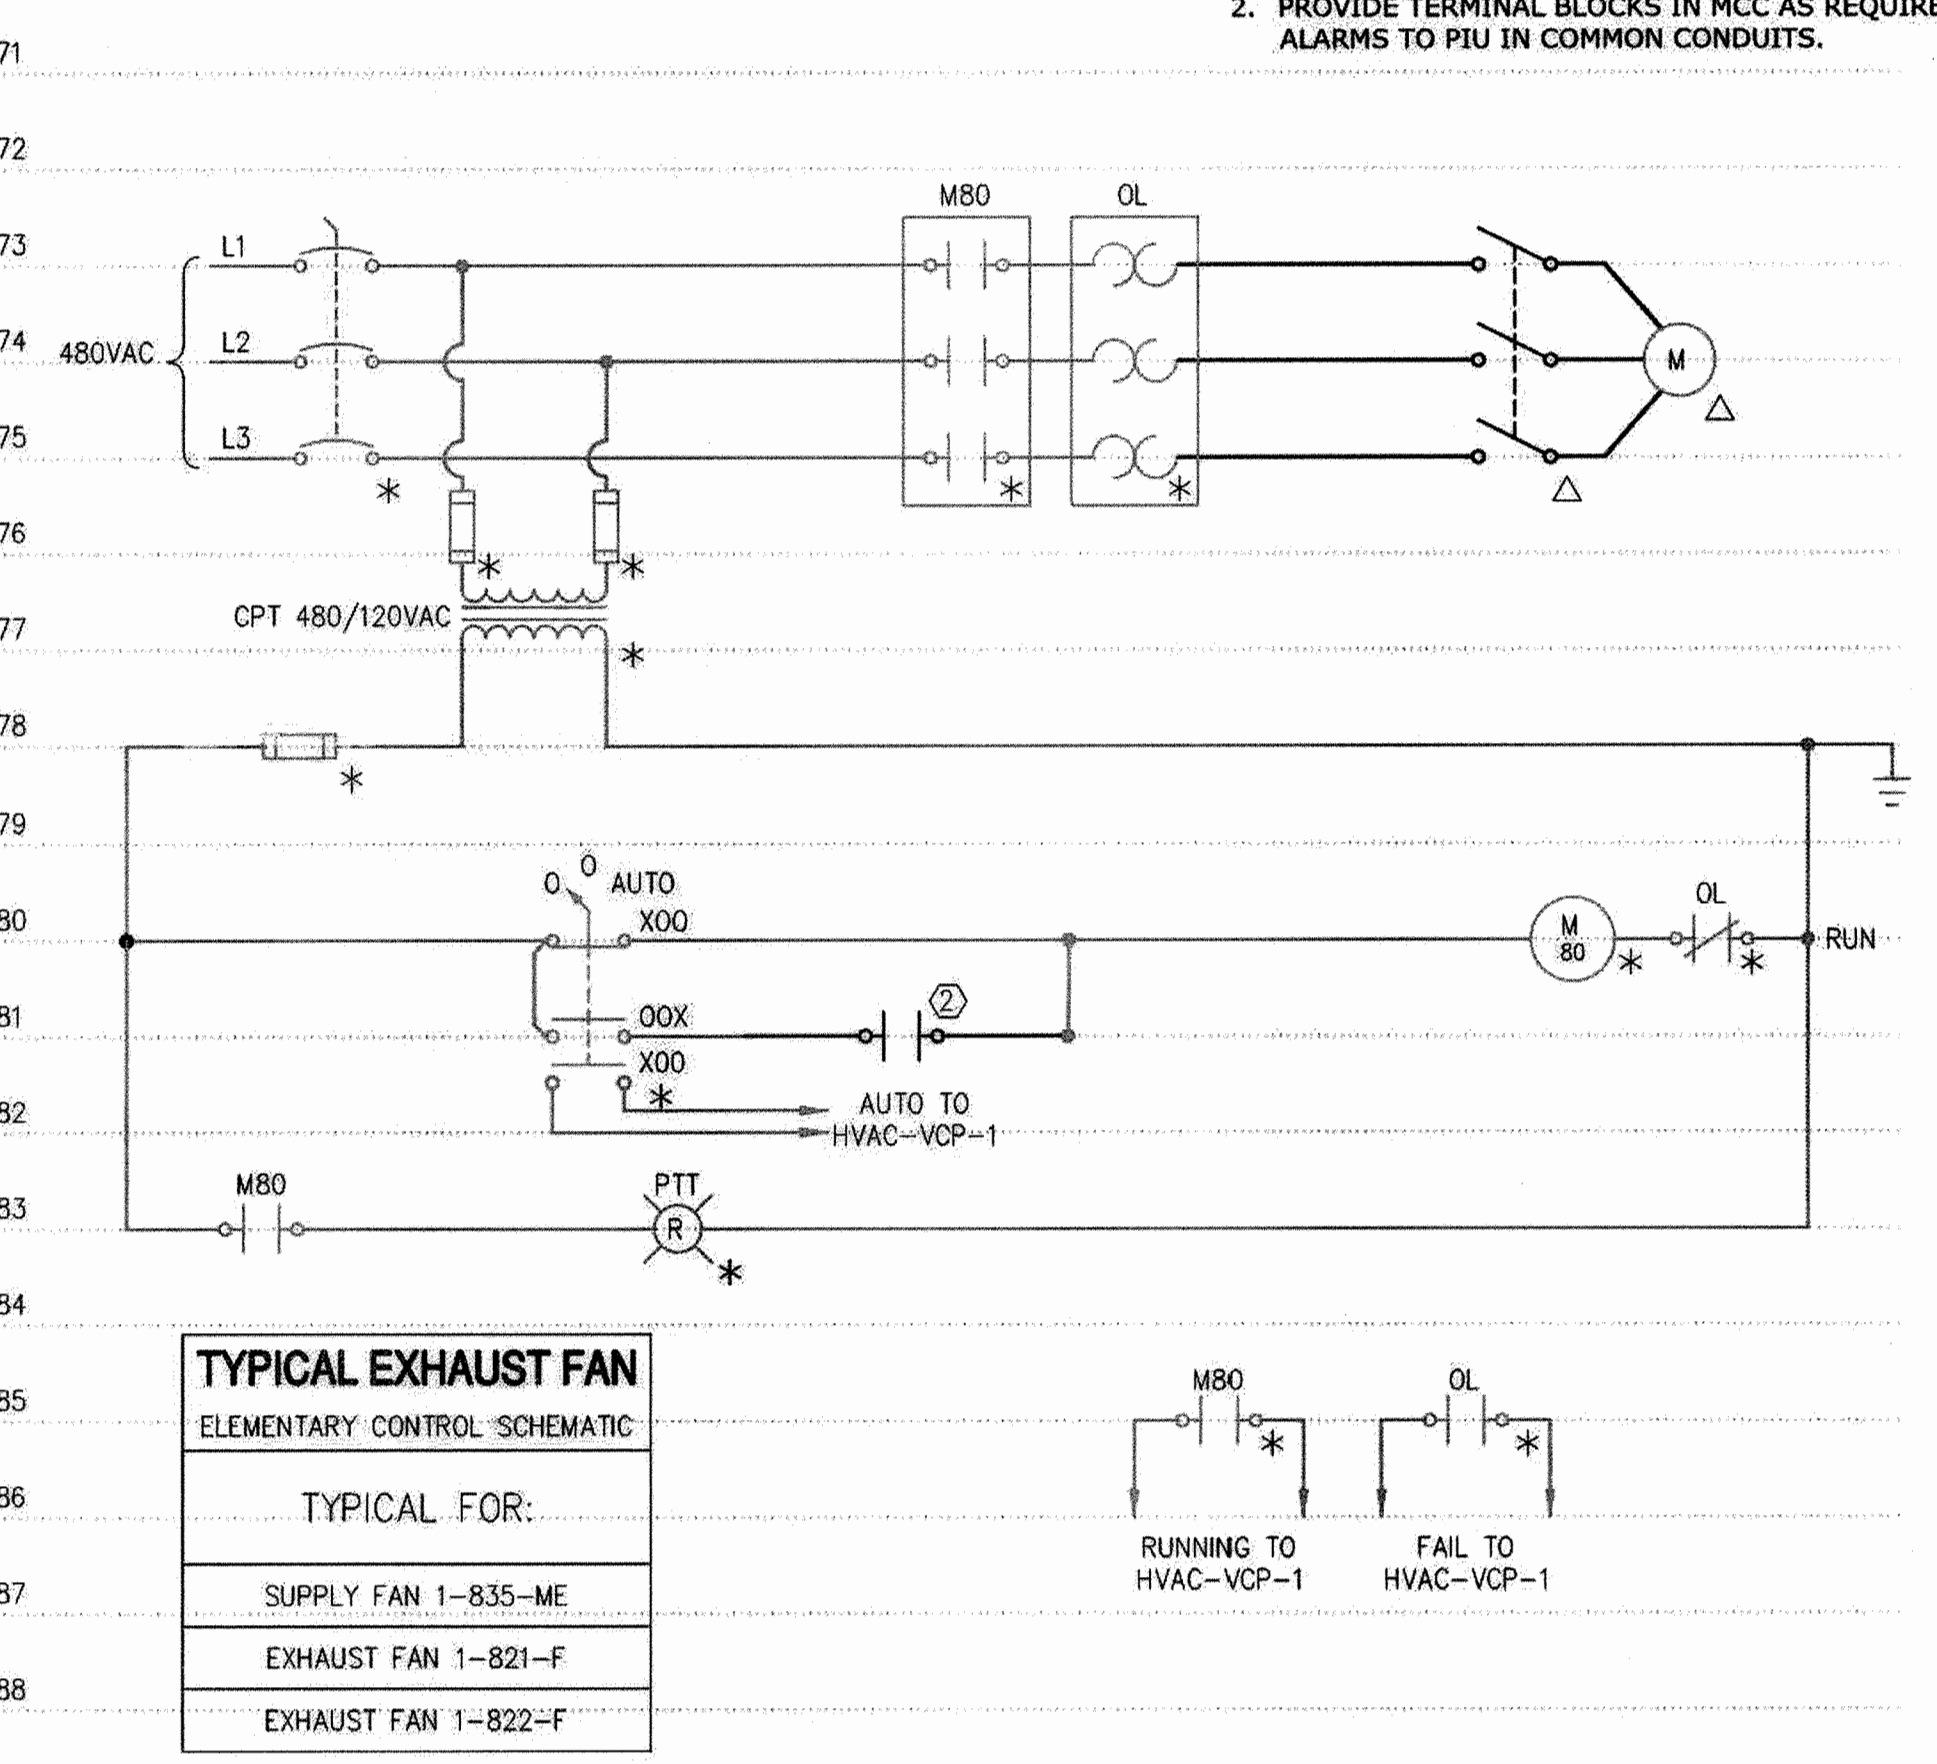 2. PROVIDE TERMINAL BLOCKS IN MCC AS
ALARMS TO PIU IN COMMON CONDUITS.
71
72
M80 OL
73 L1
74 480VAC L2 M
75 L3
76
CPT 480/120VAC
77
78
79
O O AUTO
80 X00 M 80 OL RUN
81 00X 2
X00
82 AUTO TO
HVAC-VCP-1
M80 PTT
83 R
84
TYPICAL EXHAUST FAN
85 M80 OL
ELEMENTARY CONTROL SCHEMATIC
86 TYPICAL FOR:
RUNNING TO FAIL TO
HVAC-VCP-1 HVAC-VCP-1
87 SUPPLY FAN 1-835-ME
EXHAUST FAN 1-821-F
88
EXHAUST FAN 1-822-F